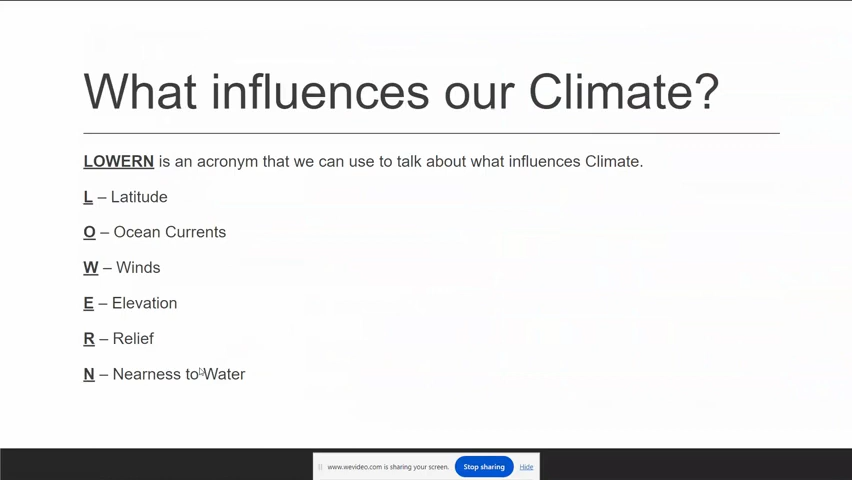 What influences our Climate?
LOWERN is an acronym that we can use to talk about what influences Climate.
L – Latitude
O – Ocean Currents
W – Winds
E – Elevation
R – Relief
N – Nearness to Water
www.wevideo.com is sharing your screen. Stop sharing Hide